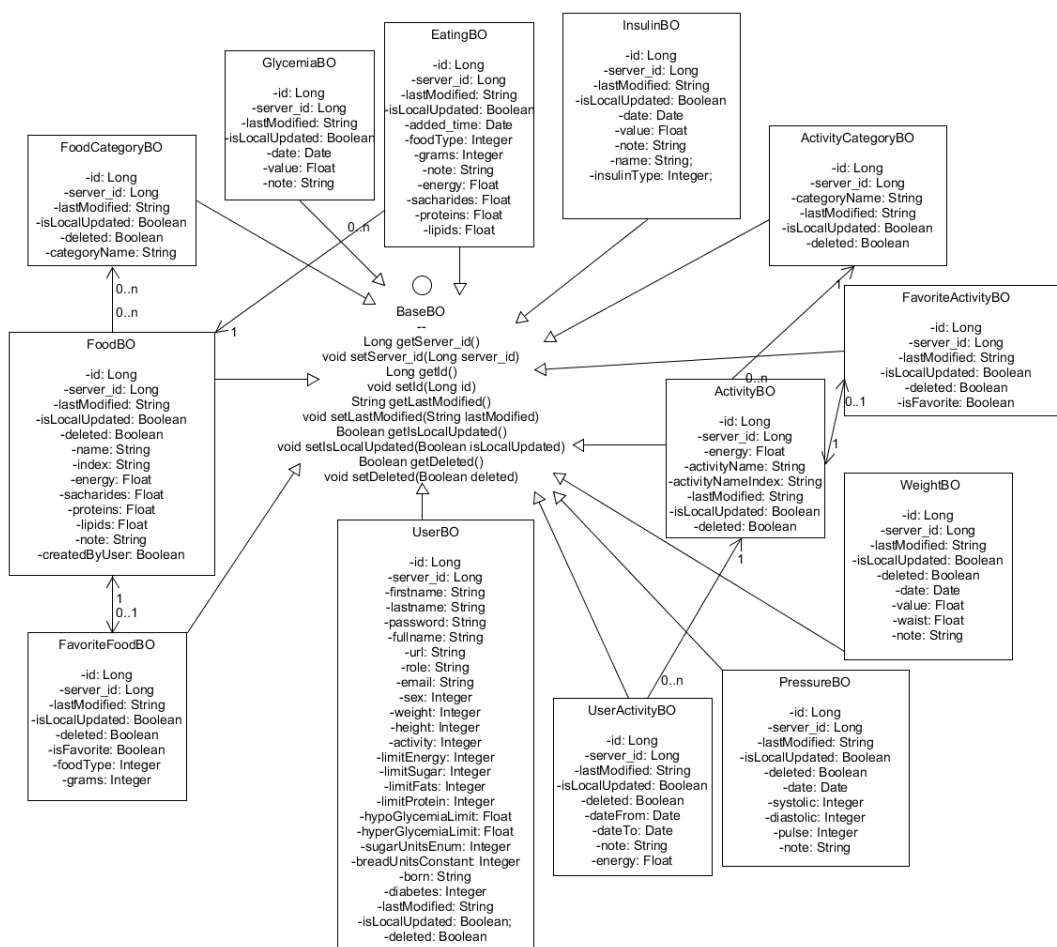 GlycemiaBO
-id: Long
-server_id: Long
-lastModified: String
-isLocalUpdated: Boolean
-date: Date
-value: Float
-note: String
EatingBO
-id: Long
-server_id: Long
-lastModified: String
-isLocalUpdated: Boolean
-added_time: Date
-foodType: Integer
-grams: Integer
-note: String
-energy: Float
-sacharides: Float
-proteins: Float
-lipids: Float
InsulinBO
-id: Long
-server_id: Long
-lastModified: String
-isLocalUpdated: Boolean
-date: Date
-value: Float
-note: String
-name: String;
-insulinType: Integer;
FoodCategoryBO
-id: Long
-server_id: Long
-lastModified: String
-isLocalUpdated: Boolean
-deleted: Boolean
-categoryName: String
ActivityCategoryBO
-id: Long
-server_id: Long
-categoryName: String
-lastModified: String
-isLocalUpdated: Boolean
-deleted: Boolean
0..n
0..n
0..n
1
1
BaseBO
--
Long getServer_id()
void setServer_id(Long server_id)
Long getId()
void setId(Long id)
String getLastModified()
void setLastModified(String lastModified)
Boolean getIsLocalUpdated()
void setIsLocalUpdated(Boolean isLocalUpdated)
Boolean getDeleted()
void setDeleted(Boolean deleted)
FavoriteActivityBO
-id: Long
-server_id: Long
-lastModified: String
-isLocalUpdated: Boolean
-deleted: Boolean
-isFavorite: Boolean
FoodBO
-id: Long
-server_id: Long
-lastModified: String
-isLocalUpdated: Boolean
-deleted: Boolean
-name: String
-index: String
-energy: Float
-sacharides: Float
-proteins: Float
-lipids: Float
-note: String
-createdByUser: Boolean
0..n
0..1
1
ActivityBO
-id: Long
-server_id: Long
-energy: Float
-activityName: String
-activityNameIndex: String
-lastModified: String
-isLocalUpdated: Boolean
-deleted: Boolean
WeightBO
-id: Long
-server_id: Long
-lastModified: String
-isLocalUpdated: Boolean
-deleted: Boolean
-date: Date
-value: Float
-waist: Float
-note: String
1
0..1
1
0..n
FavoriteFoodBO
-id: Long
-server_id: Long
-lastModified: String
-isLocalUpdated: Boolean
-deleted: Boolean
-isFavorite: Boolean
-foodType: Integer
-grams: Integer
UserBO
-id: Long
-server_id: Long
-firstname: String
-lastname: String
-password: String
-fullname: String
-url: String
-role: String
-email: String
-sex: Integer
-weight: Integer
-height: Integer
-activity: Integer
-limitEnergy: Integer
-limitSugar: Integer
-limitFats: Integer
-limitProtein: Integer
-hypoGlycemiaLimit: Float
-hyperGlycemiaLimit: Float
-sugarUnitsEnum: Integer
-breadUnitsConstant: Integer
-born: String
-diabetes: Integer
-lastModified: String
-isLocalUpdated: Boolean;
-deleted: Boolean
UserActivityBO
-id: Long
-server_id: Long
-lastModified: String
-isLocalUpdated: Boolean
-deleted: Boolean
-dateFrom: Date
-dateTo: Date
-note: String
-energy: Float
PressureBO
-id: Long
-server_id: Long
-lastModified: String
-isLocalUpdated: Boolean
-deleted: Boolean
-date: Date
-systolic: Integer
-diastolic: Integer
-pulse: Integer
-note: String